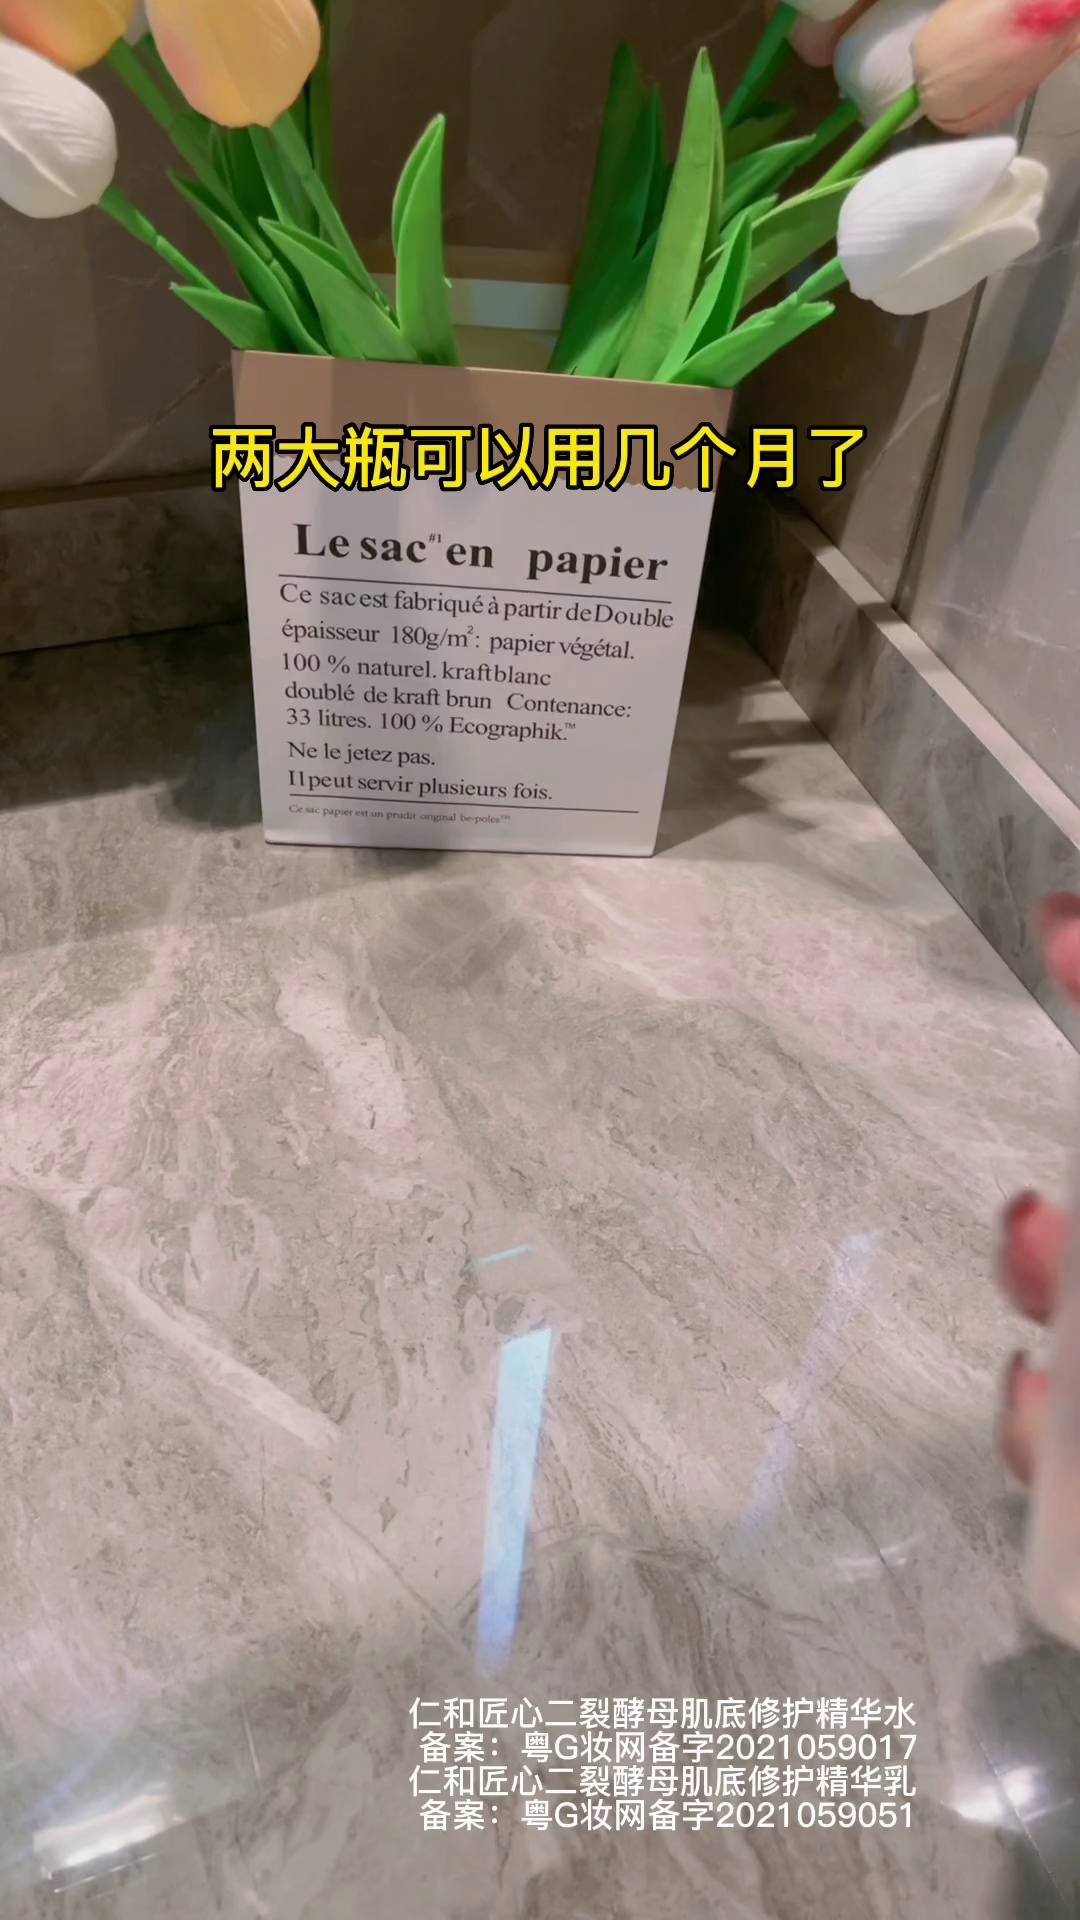 两大瓶可以用几个月了
Le sac#1 en papier
Ce sac est fabriqué à partir de Double
épaisseur 180g/m²: papier végétal.
100 % naturel. kraft blanc
doublé de kraft brun Contenance:
33 litres. 100 % Ecographik.™
Ne le jetez pas.
Il peut servir plusieurs fois.
Ce sac papier est un prudit original be-poles™
仁和匠心二裂酵母肌底修护精华水
备案：粤G妆网备字2021059017
仁和匠心二裂酵母肌底修护精华乳
备案：粤G妆网备字2021059051